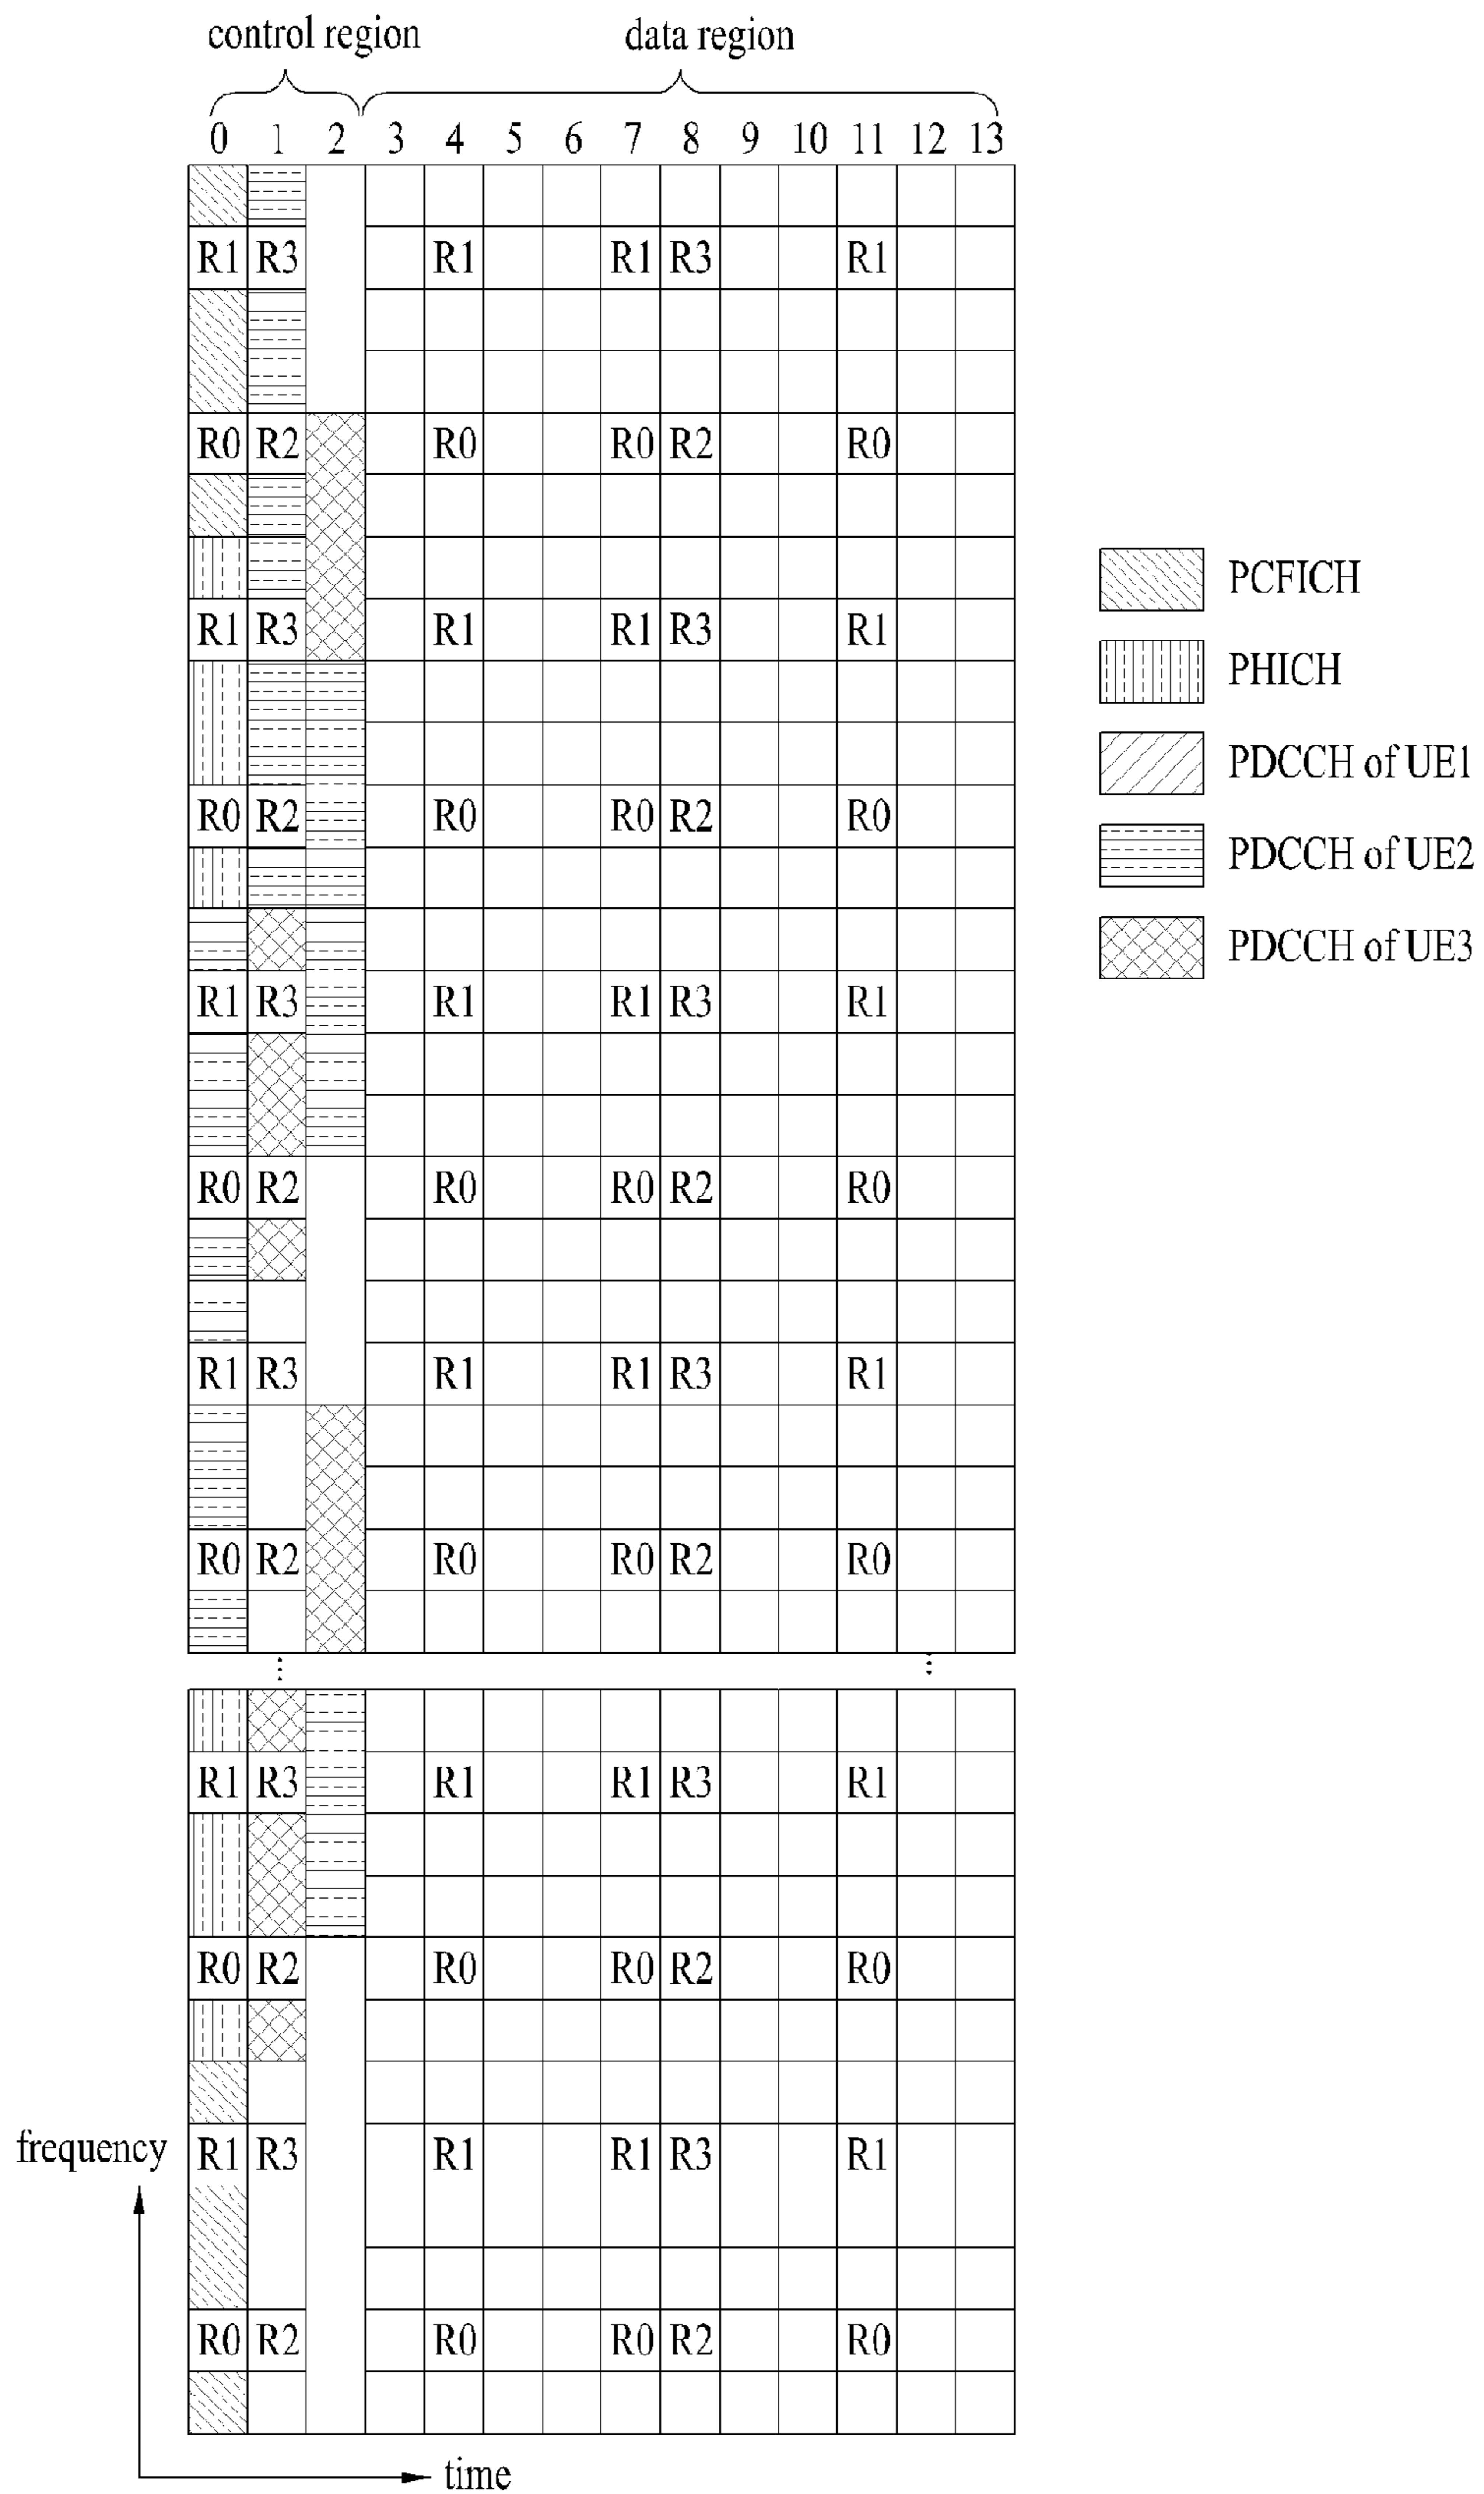 control region data region
0 1 2 3 4 5 6 7 8 9 10 11 12 13
R1 R3 R1 R1 R3 R1
R0 R2 R0 R0 R2 R0
PCFICH
R1 R3 R1 R1 R3 R1
PHICH
PDCCH of UE1
R0 R2 R0 R0 R2 R0
PDCCH of UE2
PDCCH of UE3
R1 R3 R1 R1 R3 R1
R0 R2 R0 R0 R2 R0
R1 R3 R1 R1 R3 R1
R0 R2 R0 R0 R2 R0
R1 R3 R1 R1 R3 R1
R0 R2 R0 R0 R2 R0
frequency R1 R3 R1 R1 R3 R1
R0 R2 R0 R0 R2 R0
time